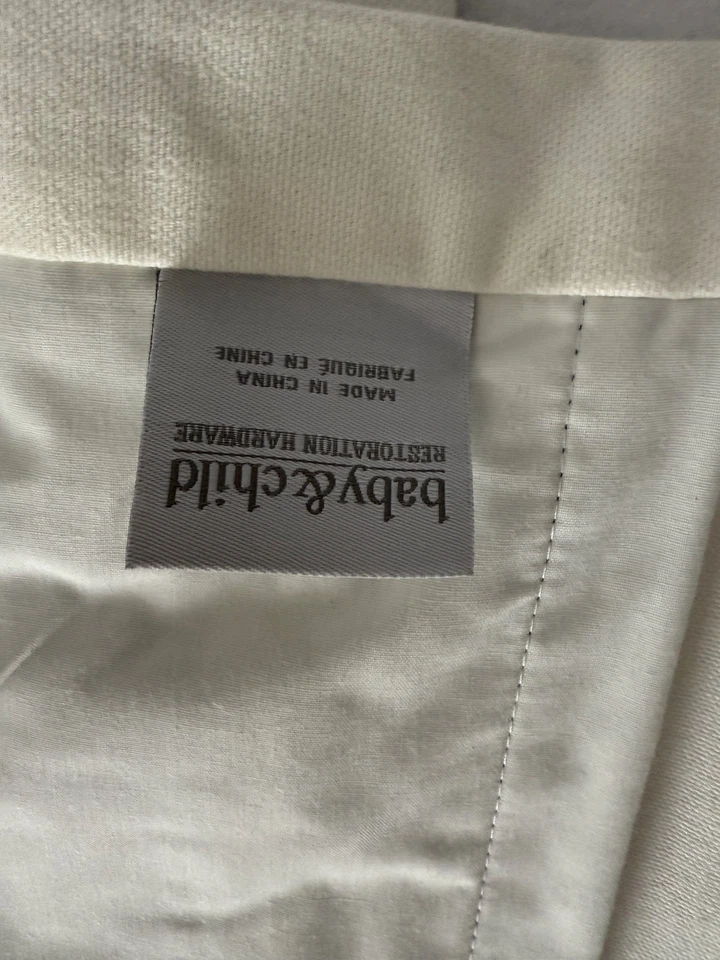 baby&child
RESTORATION HARDWARE
MADE IN CHINA
FABRIQUÉ EN CHINE